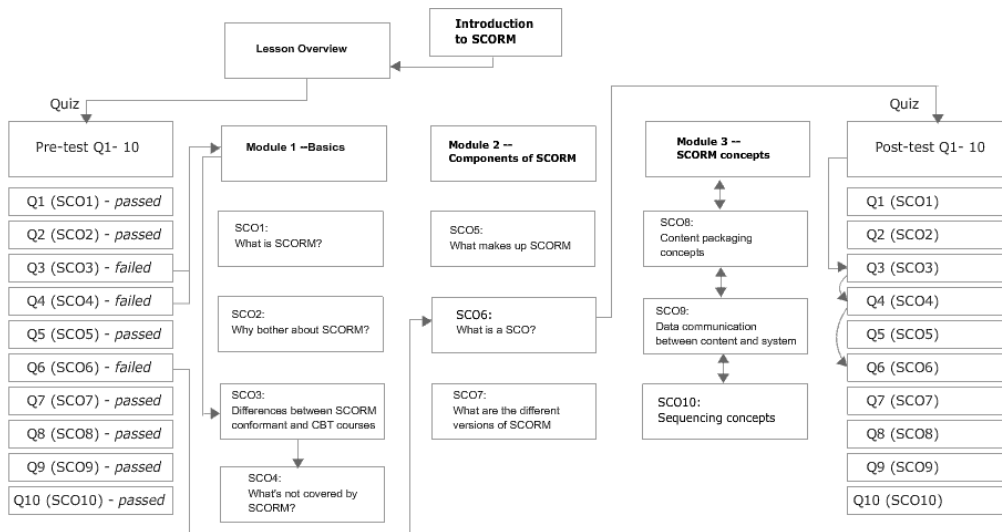 Introduction
to SCORM
Lesson Overview
Quiz
Pre-test Q1- 10
Q1 (SCO1) - passed
Q2 (SCO2) - passed
Q3 (SCO3) - failed
Q4 (SCO4) - failed
Q5 (SCO5) - passed
Q6 (SCO6) - failed
Q7 (SCO7) - passed
Q8 (SCO8) - passed
Q9 (SCO9) - passed
Q10 (SCO10) - passed
Module 1 --Basics
SCO1:
What is SCORM?
SCO2:
Why bother about SCORM?
SCO3:
Differences between SCORM
conformant and CBT courses
SCO4:
What's not covered by
SCORM?
Module 2 --
Components of SCORM
SCO5:
What makes up SCORM
SCO6:
What is a SCO?
SCO7:
What are the different
versions of SCORM
Module 3 --
SCORM concepts
SCO8:
Content packaging
concepts
SCO9:
Data communication
between content and system
SCO10:
Sequencing concepts
Quiz
Post-test Q1- 10
Q1 (SCO1)
Q2 (SCO2)
Q3 (SCO3)
Q4 (SCO4)
Q5 (SCO5)
Q6 (SCO6)
Q7 (SCO7)
Q8 (SCO8)
Q9 (SCO9)
Q10 (SCO10)